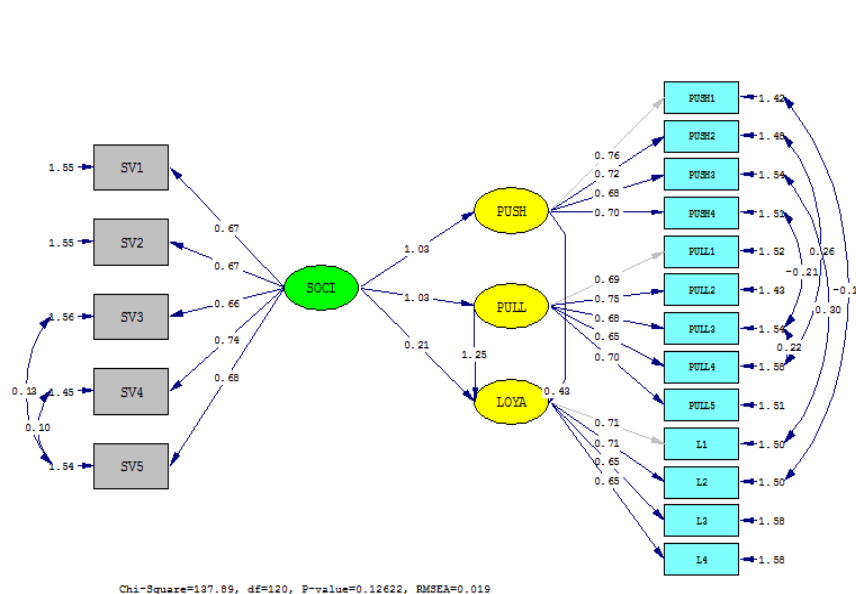 PUSH1
1.42
PUSH2
1.48
0.76
SV1
1.55
0.72
PUSH3
1.54
0.68
0.70
PUSH4
1.51
PUSH
0.67
SV2
1.55
1.03
PULL1
1.52
0.26
-0.21
0.67
0.69
SOCI
0.75
PULL2
1.43
1.03
PULL
0.66
0.68
0.30
SV3
1.56
PULL3
1.54
0.65
0.74
0.21
1.25
0.70
0.22
PULL4
1.58
0.68
0.13
SV4
1.45
0.43
LOYA
PULL5
1.51
0.10
0.71
0.71
L1
1.50
0.65
SV5
1.54
0.65
L2
1.50
L3
1.58
L4
1.58
Chi-Square=137.89, df=120, P-value=0.12622, RMSEA=0.019